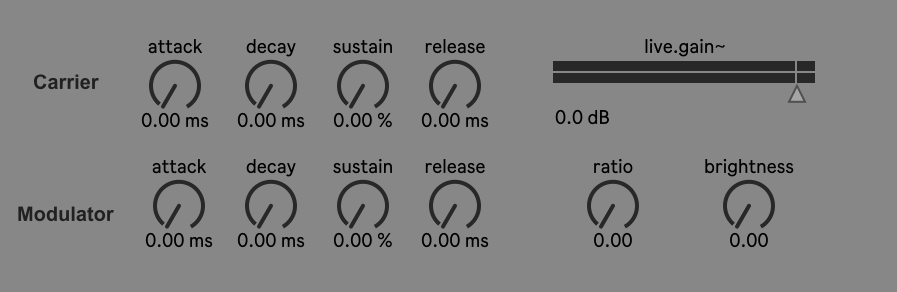 attack decay sustain release live.gain~
Carrier
0.00 ms 0.00 ms 0.00 % 0.00 ms 0.0 dB
attack decay sustain release ratio brightness
Modulator
0.00 ms 0.00 ms 0.00 % 0.00 ms 0.00 0.00